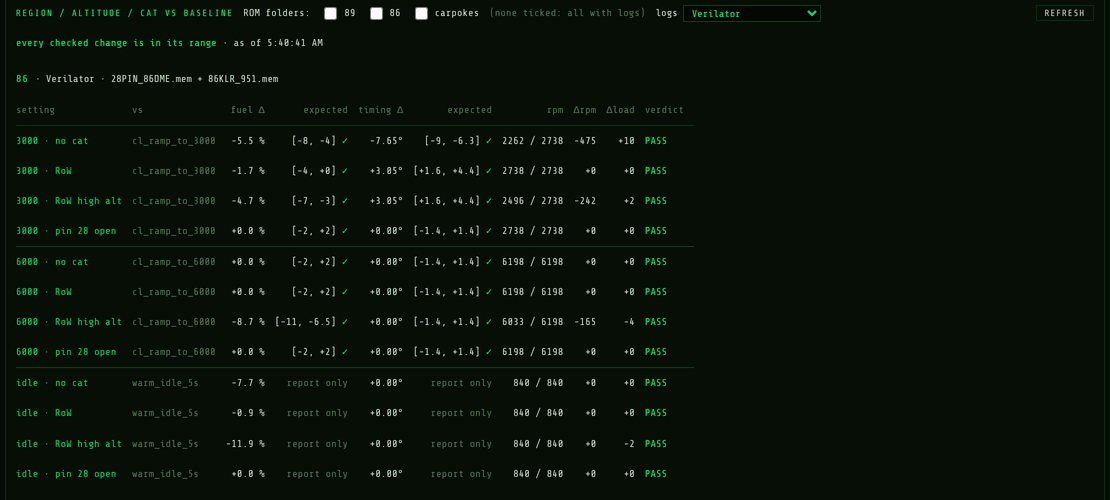 REGION / ALTITUDE / CAT VS BASELINE ROM folders: 89 86 carpokes (none ticked: all with logs) logs Verilator REFRESH
every checked change is in its range · as of 5:40:41 AM
86 · Verilator · 28PIN_86DME.mem + 86KLR_951.mem
setting vs fuel Δ expected timing Δ expected rpm Δrpm Δload verdict
3000 · no cat cl_ramp_to_3000 -5.5 % [-8, -4] ✓ -7.65° [-9, -6.3] ✓ 2262 / 2738 -475 +10 PASS
3000 · RoW cl_ramp_to_3000 -1.7 % [-4, +0] ✓ +3.05° [+1.6, +4.4] ✓ 2738 / 2738 +0 +0 PASS
3000 · RoW high alt cl_ramp_to_3000 -4.7 % [-7, -3] ✓ +3.05° [+1.6, +4.4] ✓ 2496 / 2738 -242 +2 PASS
3000 · pin 28 open cl_ramp_to_3000 +0.0 % [-2, +2] ✓ +0.00° [-1.4, +1.4] ✓ 2738 / 2738 +0 +0 PASS
6000 · no cat cl_ramp_to_6000 +0.0 % [-2, +2] ✓ +0.00° [-1.4, +1.4] ✓ 6198 / 6198 +0 +0 PASS
6000 · RoW cl_ramp_to_6000 +0.0 % [-2, +2] ✓ +0.00° [-1.4, +1.4] ✓ 6198 / 6198 +0 +0 PASS
6000 · RoW high alt cl_ramp_to_6000 -8.7 % [-11, -6.5] ✓ +0.00° [-1.4, +1.4] ✓ 6033 / 6198 -165 -4 PASS
6000 · pin 28 open cl_ramp_to_6000 +0.0 % [-2, +2] ✓ +0.00° [-1.4, +1.4] ✓ 6198 / 6198 +0 +0 PASS
idle · no cat warm_idle_5s -7.7 % report only +0.00° report only 840 / 840 +0 +0 PASS
idle · RoW warm_idle_5s -0.9 % report only +0.00° report only 840 / 840 +0 +0 PASS
idle · RoW high alt warm_idle_5s -11.9 % report only +0.00° report only 840 / 840 +0 -2 PASS
idle · pin 28 open warm_idle_5s +0.0 % report only +0.00° report only 840 / 840 +0 +0 PASS